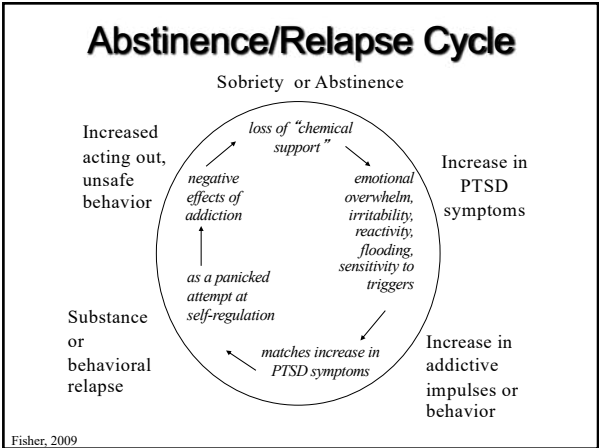 Abstinence/Relapse Cycle
Sobriety or Abstinence
loss of “chemical
support”
Increase in
PTSD
symptoms
emotional
overwhelm,
irritability,
reactivity,
flooding,
sensitivity to
triggers
Increase in
addictive
impulses or
behavior
matches increase in
PTSD symptoms
Substance
or
behavioral
relapse
as a panicked
attempt at
self-regulation
Increased
acting out,
unsafe
behavior
negative
effects of
addiction
Fisher, 2009